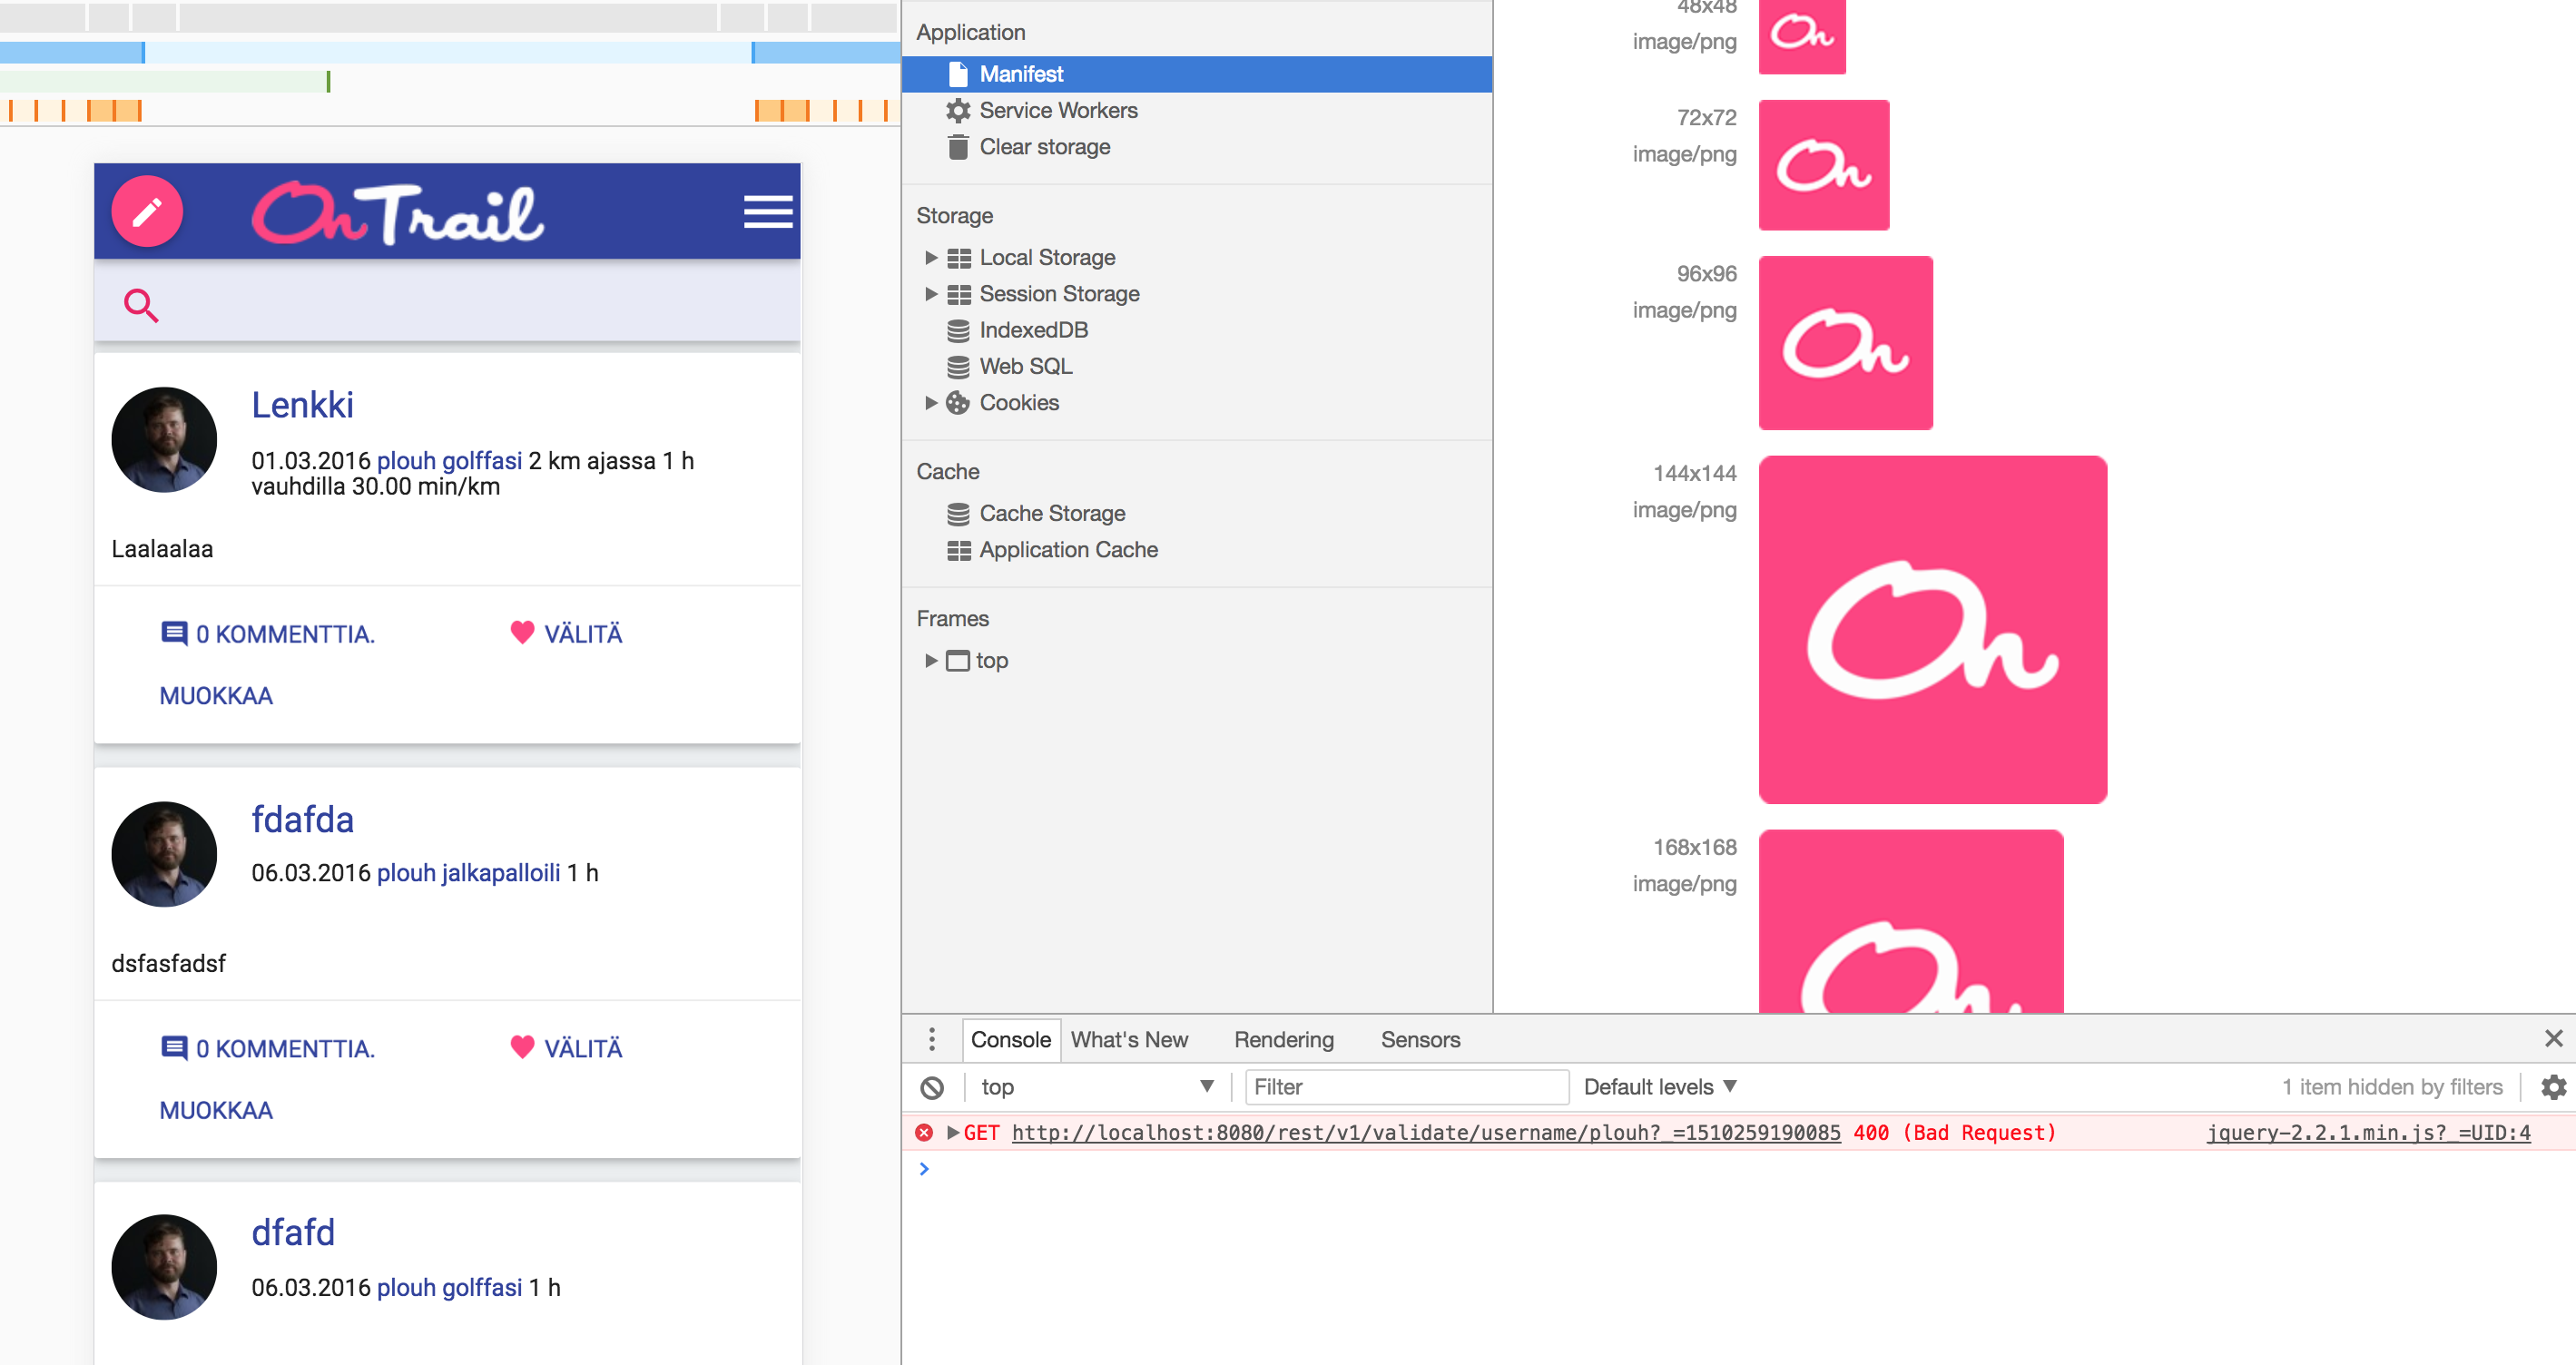 OnTrail
Lenkki
01.03.2016 plouh golffasi 2 km ajassa 1 h
vauhdilla 30.00 min/km
Laalaalaa
0 KOMMENTTIA.
VÄLITÄ
MUOKKAA
fdafda
06.03.2016 plouh jalkapalloili 1 h
dsfasfadsf
0 KOMMENTTIA.
VÄLITÄ
MUOKKAA
dfafd
06.03.2016 plouh golffasi 1 h
Application
Manifest
Service Workers
Clear storage
Storage
Local Storage
Session Storage
IndexedDB
Web SQL
Cookies
Cache
Cache Storage
Application Cache
Frames
top
48x48
image/png
On
72x72
image/png
On
96x96
image/png
On
144x144
image/png
On
168x168
image/png
On
Console
What's New
Rendering
Sensors
top
Filter
Default levels
1 item hidden by filters
GET http://localhost:8080/rest/v1/validate/username/plouh?_=1510259190085 400 (Bad Request)
jquery-2.2.1.min.js?_=UID:4